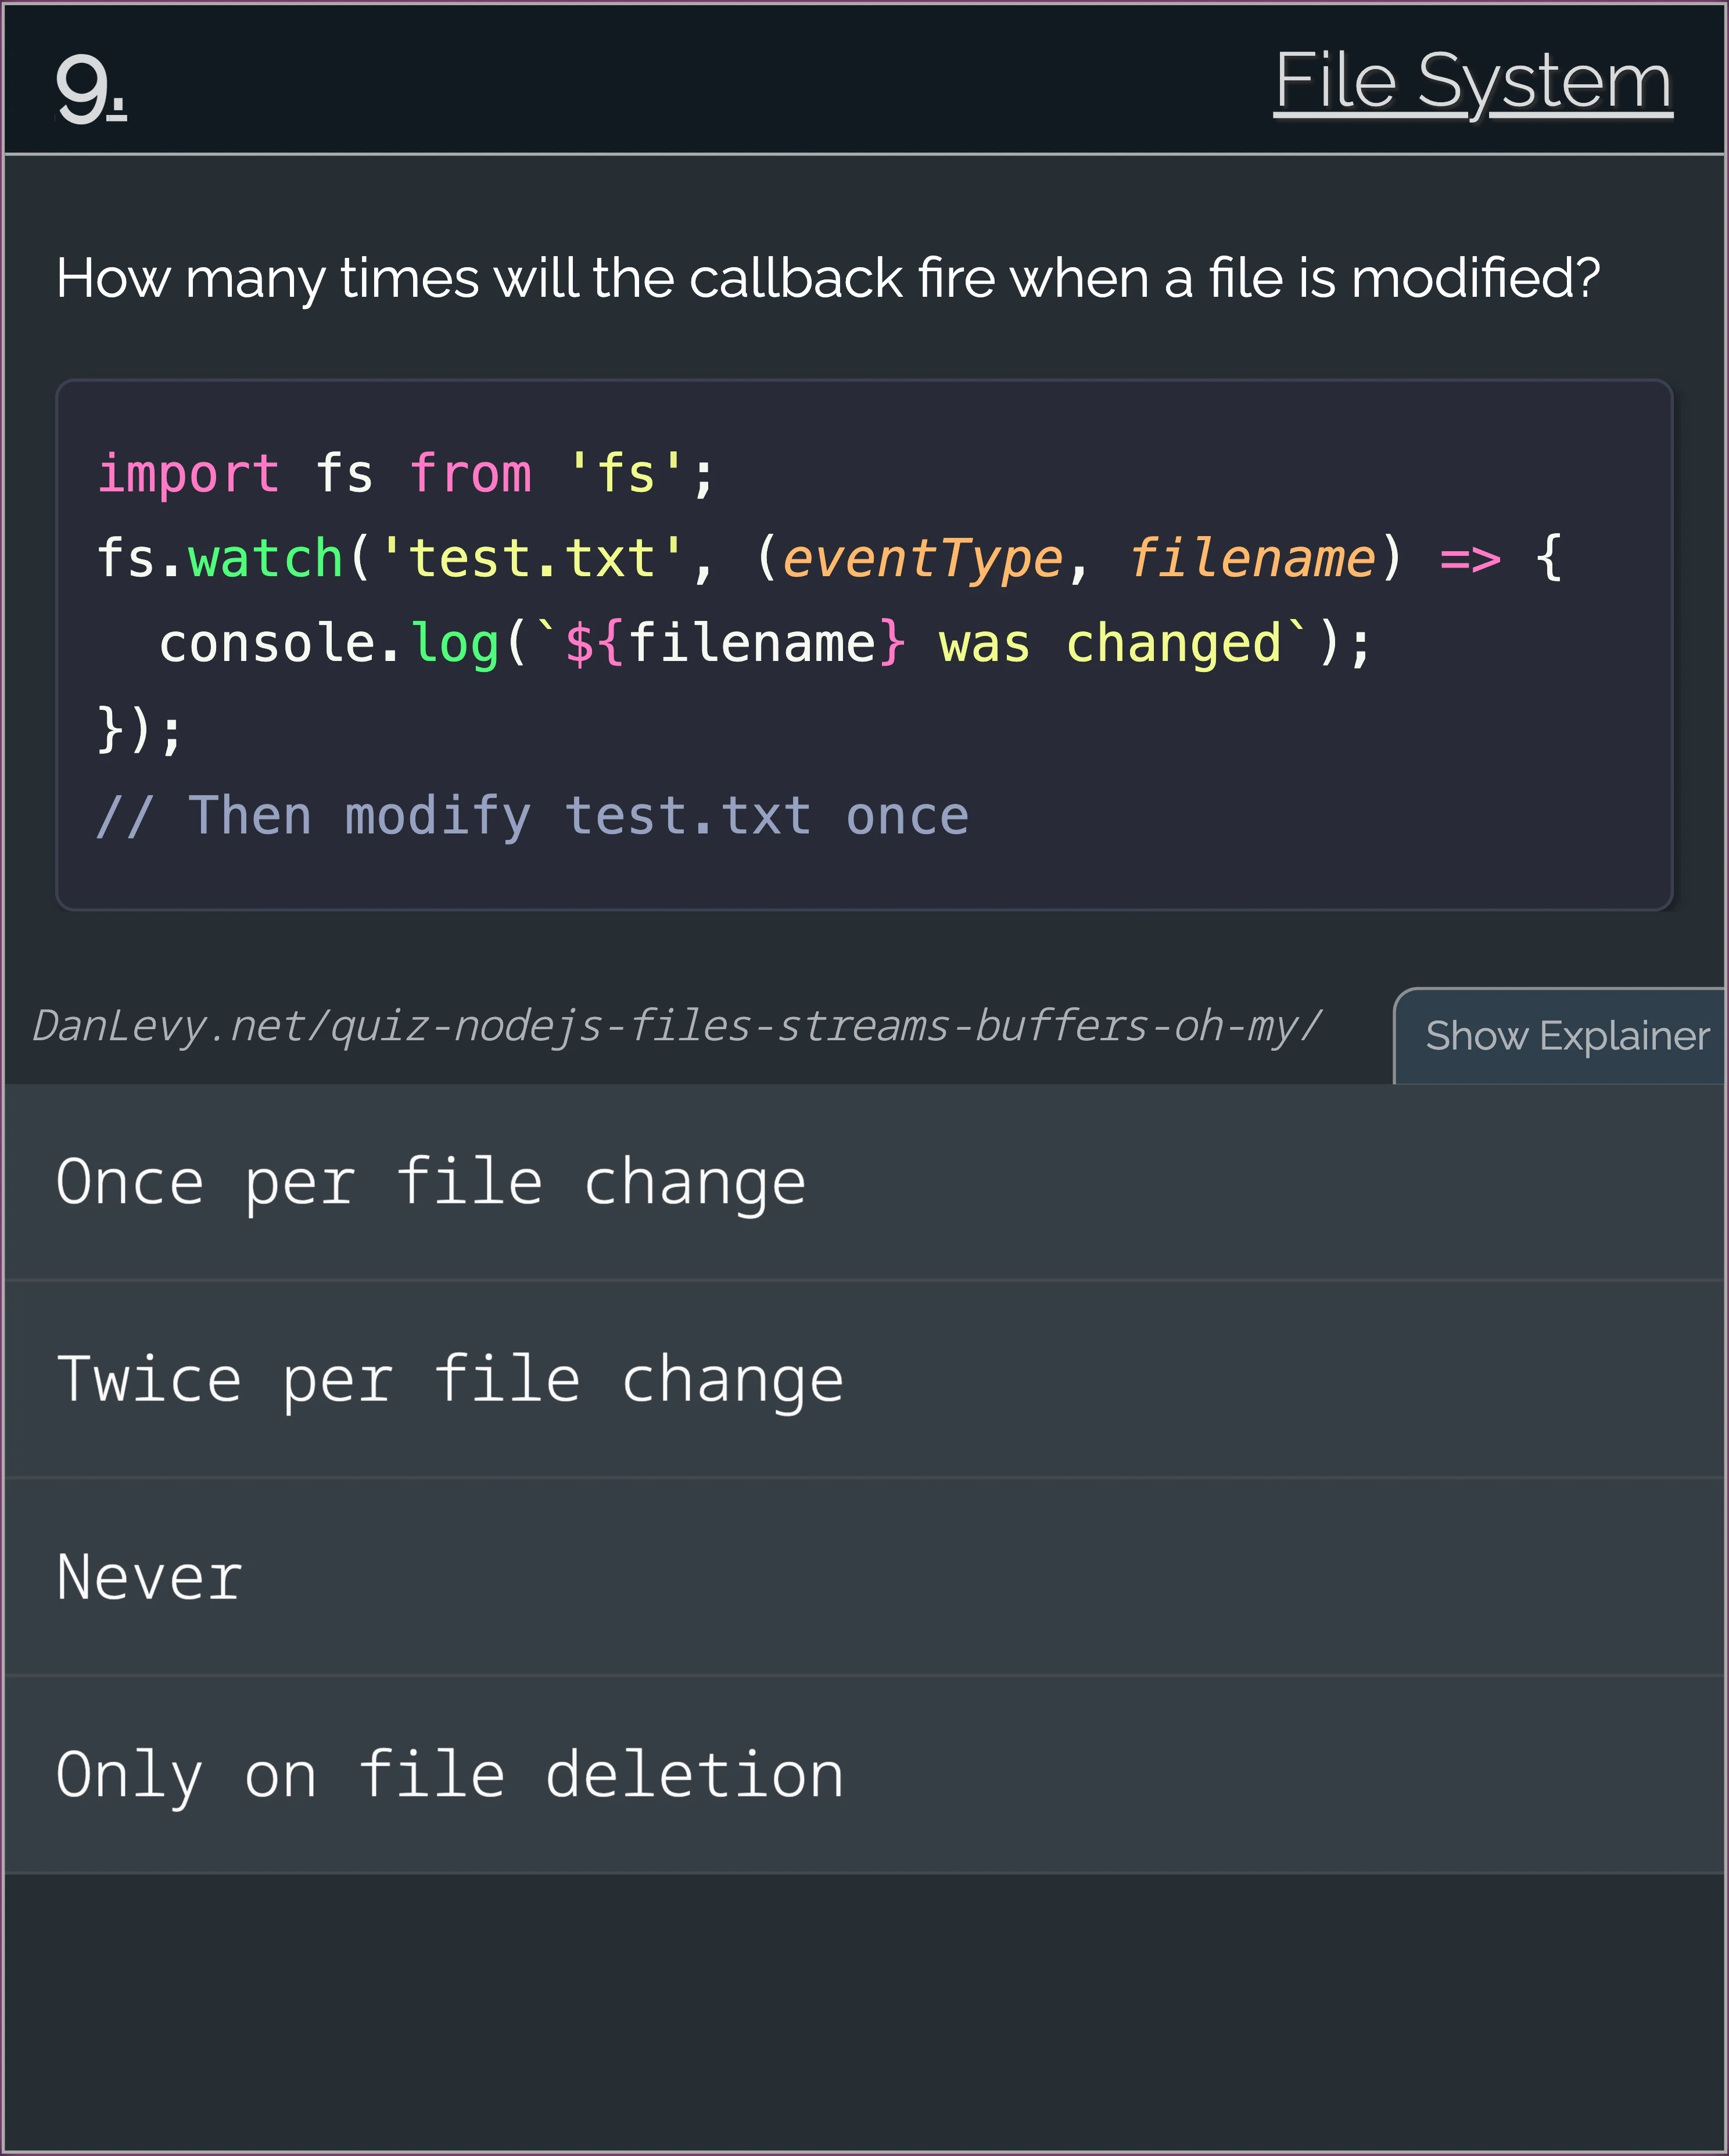 9.
File System
How many times will the callback fire when a file is modified?
import fs from 'fs';
fs.watch('test.txt', (eventType, filename) => {
  console.log(`${filename} was changed`);
});
// Then modify test.txt once
DanLevy.net/quiz-nodejs-files-streams-buffers-oh-my/
Show Explainer
Once per file change
Twice per file change
Never
Only on file deletion